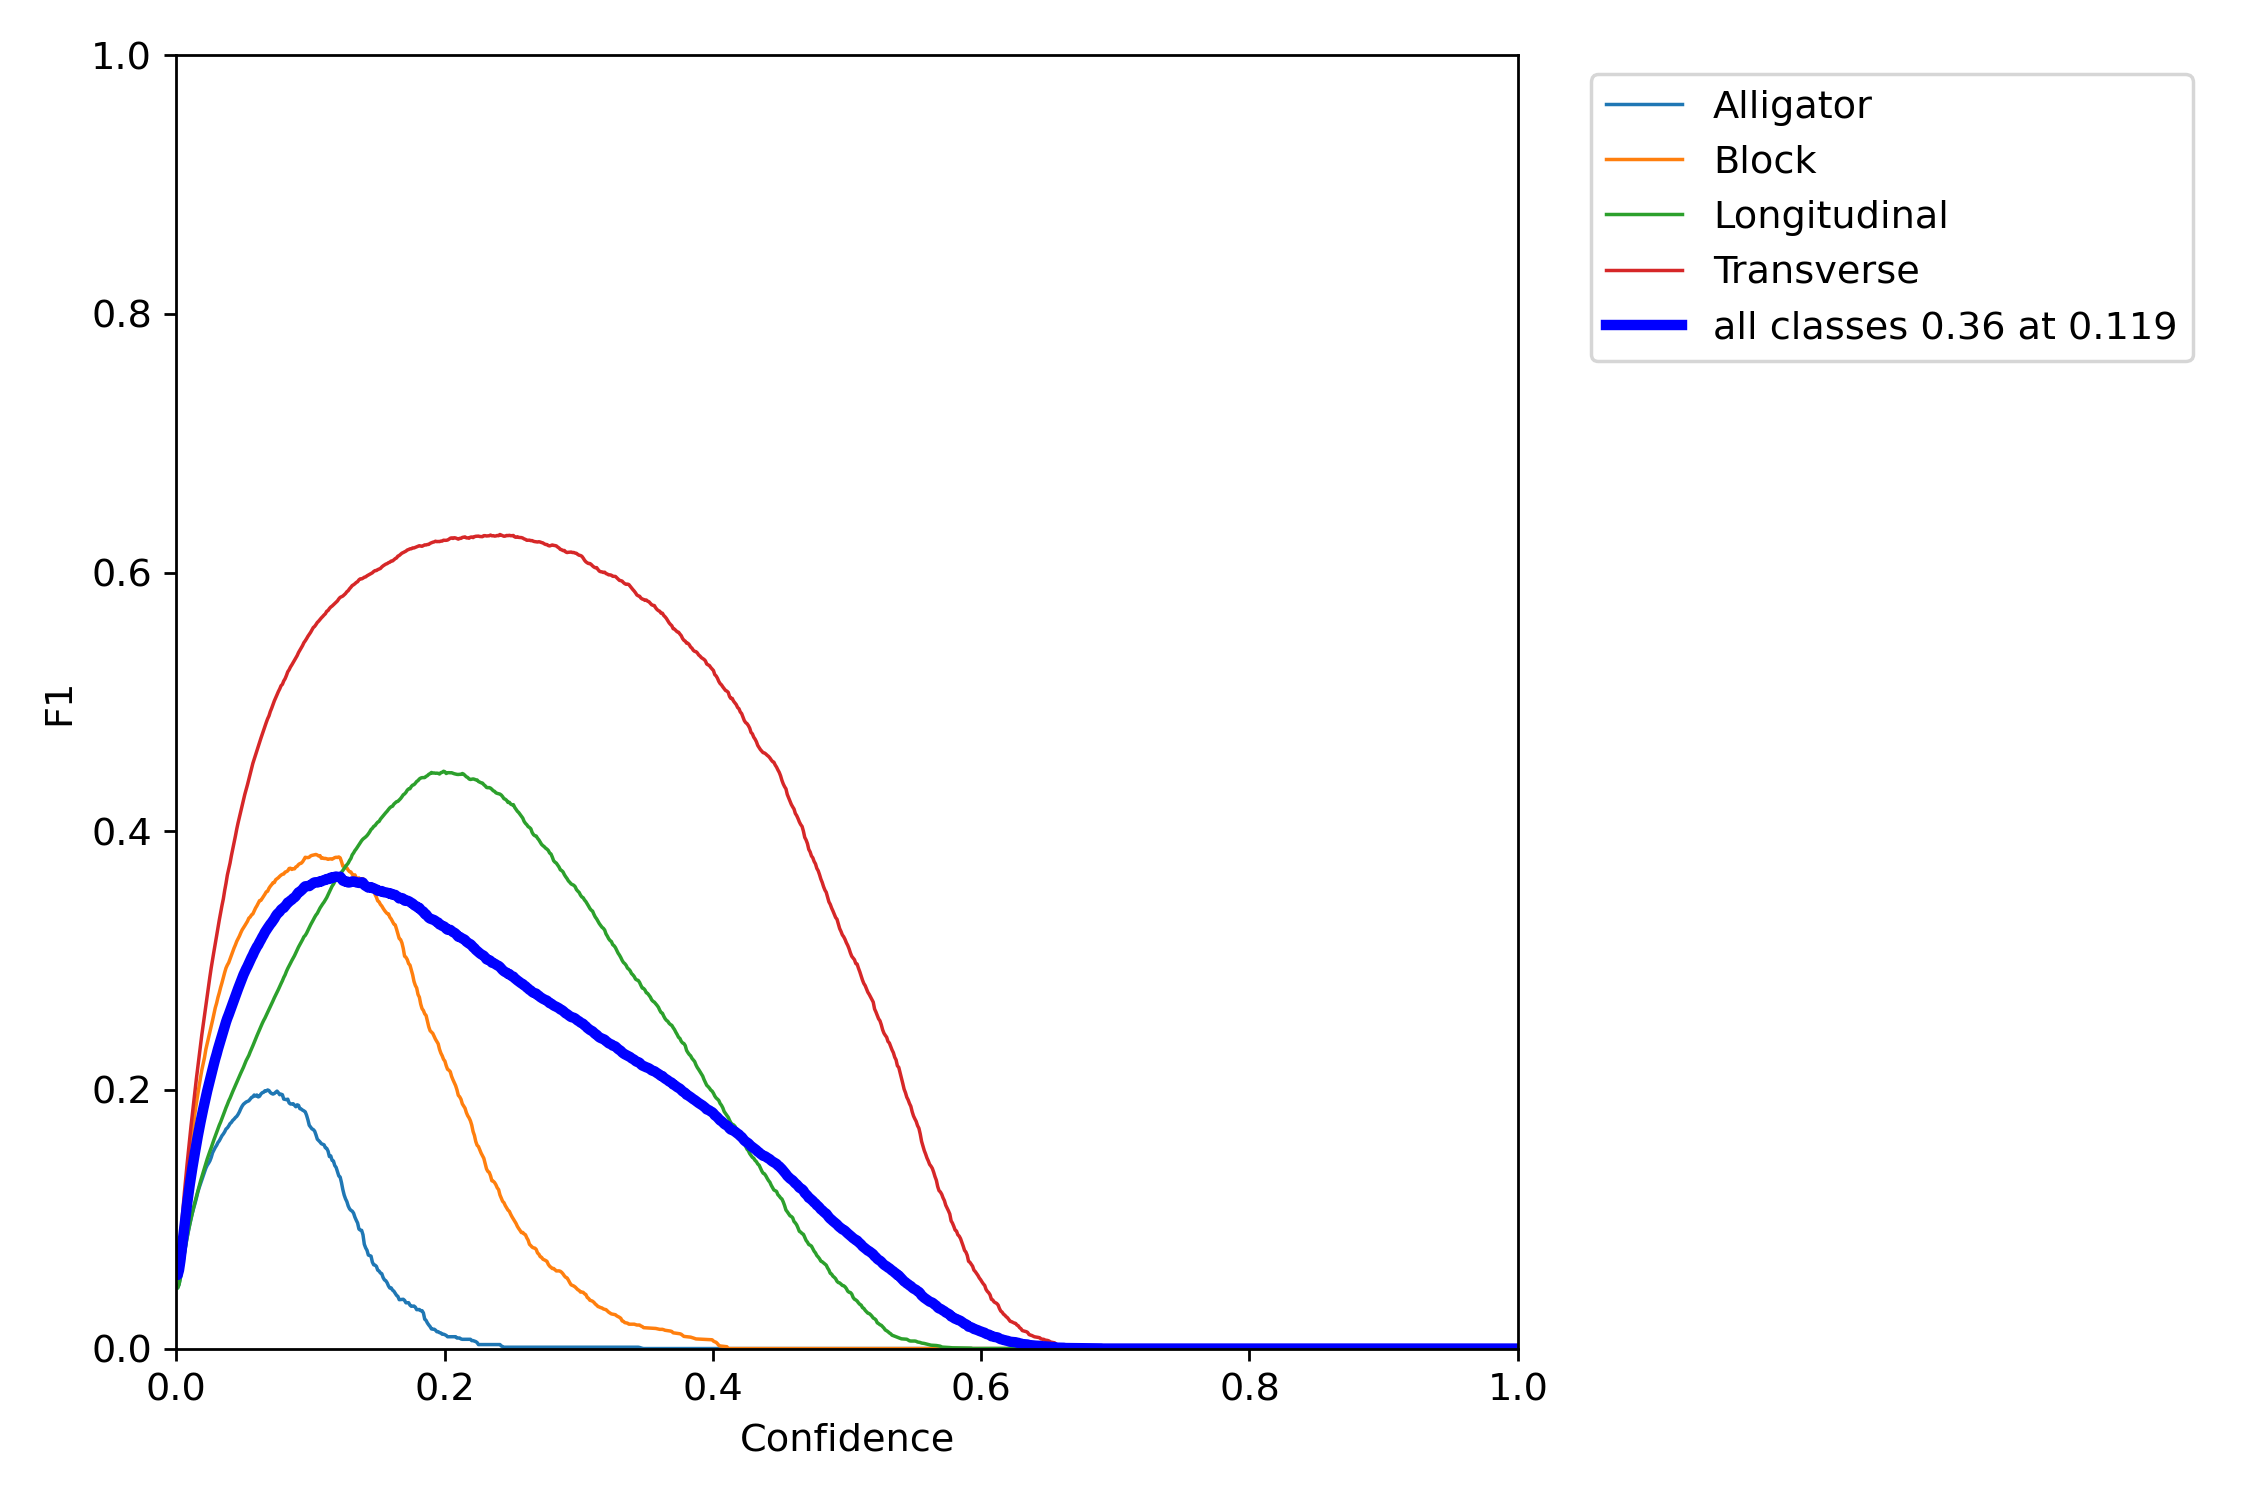 1.0
0.8
0.6
0.4
0.2
0.0
F1
0.0 0.2 0.4 0.6 0.8 1.0
Confidence
Alligator
Block
Longitudinal
Transverse
all classes 0.36 at 0.119